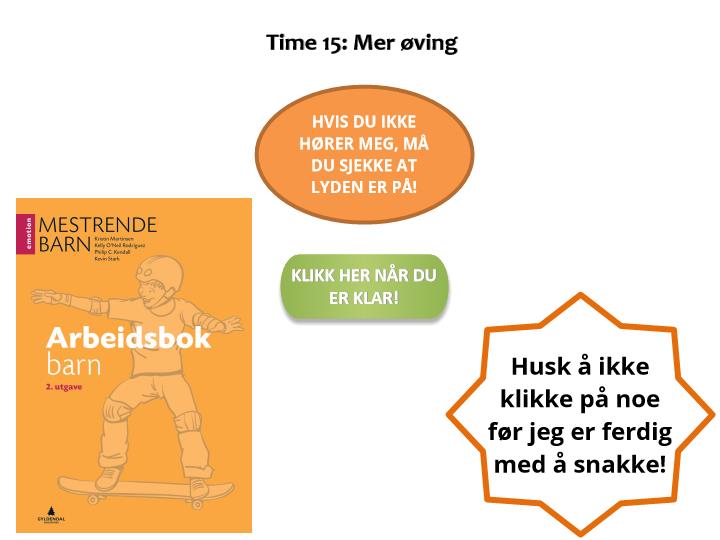 Time 15: Mer øving
HVIS DU IKKE
HØRER MEG, MÅ
DU SJEKKE AT
LYDEN ER PÅ!
emotion
MESTRENDE
BARN
Kristin Martinsen
Kelly O'Neil Rodriguez
Philip C. Kendall
Kevin Stark
Arbeidsbok
barn
2. utgave
GYLDENDAL
KLIKK HER NÅR DU
ER KLAR!
Husk å ikke
klikke på noe
før jeg er ferdig
med å snakke!